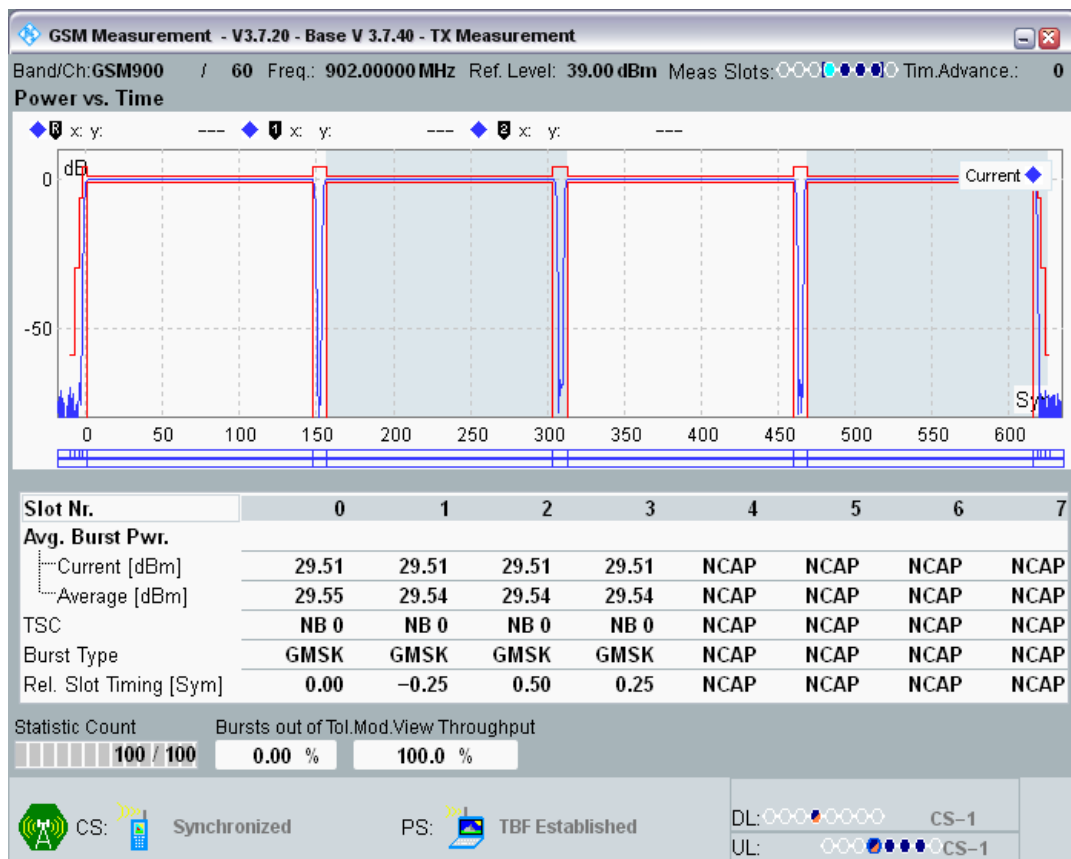 GSM Measurement - V3.7.20 - Base V 3.7.40 - TX Measurement
Band/Ch:GSM900 / 60 Freq.: 902.00000 MHz Ref. Level: 39.00 dBm Meas Slots: Tim.Advance.: 0
Power vs. Time
R x: y: --- 1 x: y: --- 2 x: y: ---
dB
Current
0
-50
Sy
0 50 100 150 200 250 300 350 400 450 500 550 600
Slot Nr. 0 1 2 3 4 5 6 7
Avg. Burst Pwr.
Current [dBm] 29.51 29.51 29.51 29.51 NCAP NCAP NCAP NCAP
Average [dBm] 29.55 29.54 29.54 29.54 NCAP NCAP NCAP NCAP
TSC NB 0 NB 0 NB 0 NB 0 NCAP NCAP NCAP NCAP
Burst Type GMSK GMSK GMSK GMSK NCAP NCAP NCAP NCAP
Rel. Slot Timing [Sym] 0.00 −0.25 0.50 0.25 NCAP NCAP NCAP NCAP
Statistic Count Bursts out of Tol.Mod.View Throughput
100 / 100 0.00 % 100.0 %
CS: Synchronized PS: TBF Established
DL: CS−1
UL: CS−1